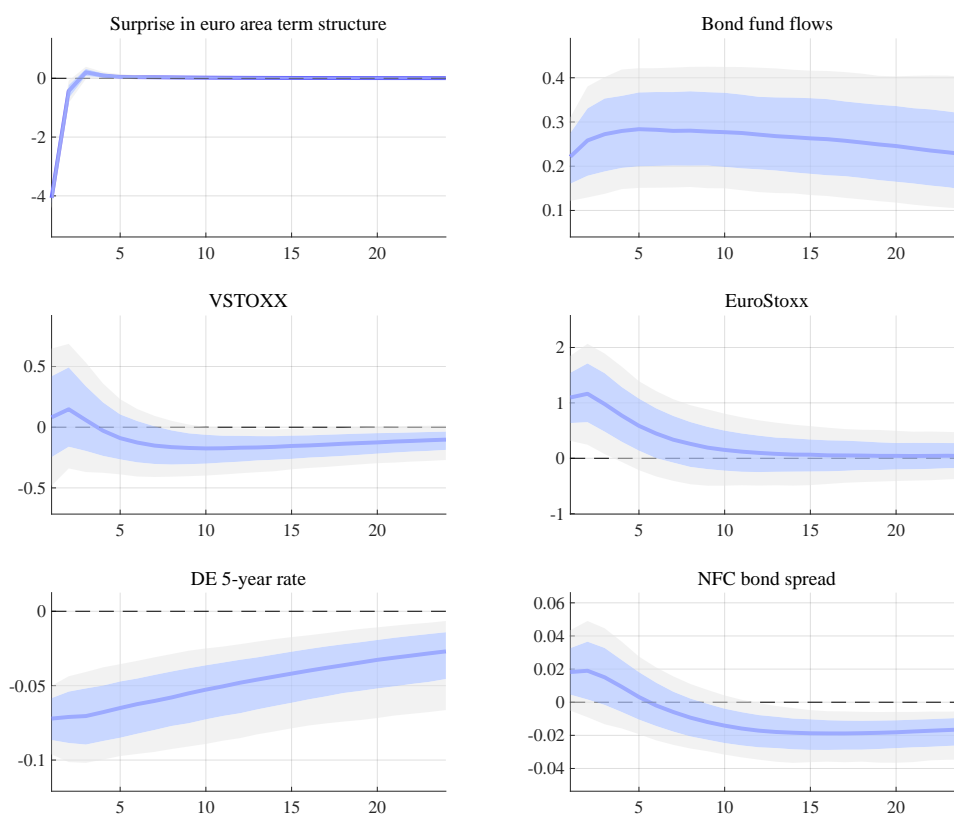 Surprise in euro area term structure
0
-2
-4
5 10 15 20
Bond fund flows
0.4
0.3
0.2
0.1
5 10 15 20
VSTOXX
0.5
0
-0.5
5 10 15 20
EuroStoxx
2
1
0
-1
5 10 15 20
DE 5-year rate
0
-0.05
-0.1
5 10 15 20
NFC bond spread
0.06
0.04
0.02
0
-0.02
-0.04
5 10 15 20